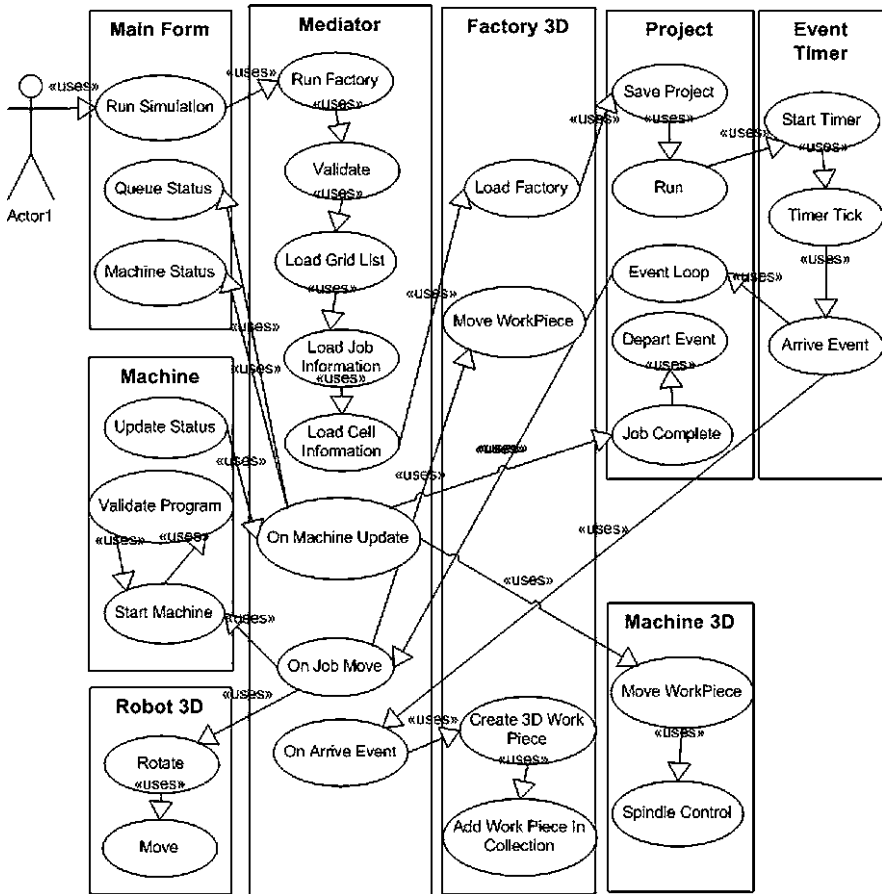 Main Form
Mediator
Factory 3D
Project
Event
Timer
«uses»
Run Simulation
«uses»
Run Factory
«uses»
Save Project
«uses»
«uses»
Start Timer
«uses»
«uses»
Actor1
Queue Status
Validate
«uses»
Load Factory
Run
Timer Tick
«uses»
Machine Status
Load Grid List
«uses»
«uses»
Event Loop
«uses»
Move WorkPiece
Load Job
Information
«uses»
«uses»
«uses»
Depart Event
«uses»
Arrive Event
Machine
Update Status
Load Cell
Information
Job Complete
«uses»
«uses»
«uses»
Validate Program
«uses»
«uses»
On Machine Update
«uses»
«uses»
Start Machine
«uses»
Machine 3D
On Job Move
Move WorkPiece
«uses»
Robot 3D
«uses»
Rotate
«uses»
On Arrive Event
«uses»
Create 3D Work
Piece
«uses»
Spindle Control
Move
Add Work Piece in
Collection